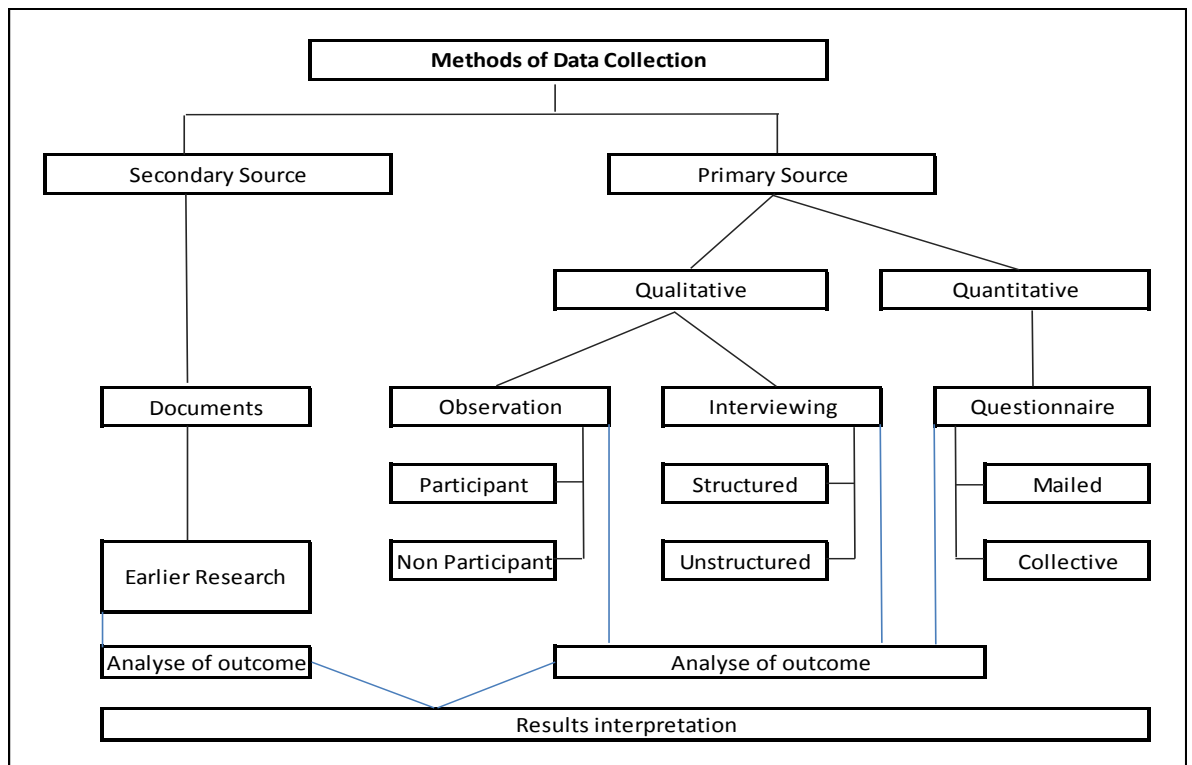 Methods of Data Collection
Secondary Source
Primary Source
Qualitative
Quantitative
Documents
Observation
Interviewing
Questionnaire
Participant
Structured
Mailed
Non Participant
Unstructured
Collective
Earlier Research
Analyse of outcome
Analyse of outcome
Results interpretation